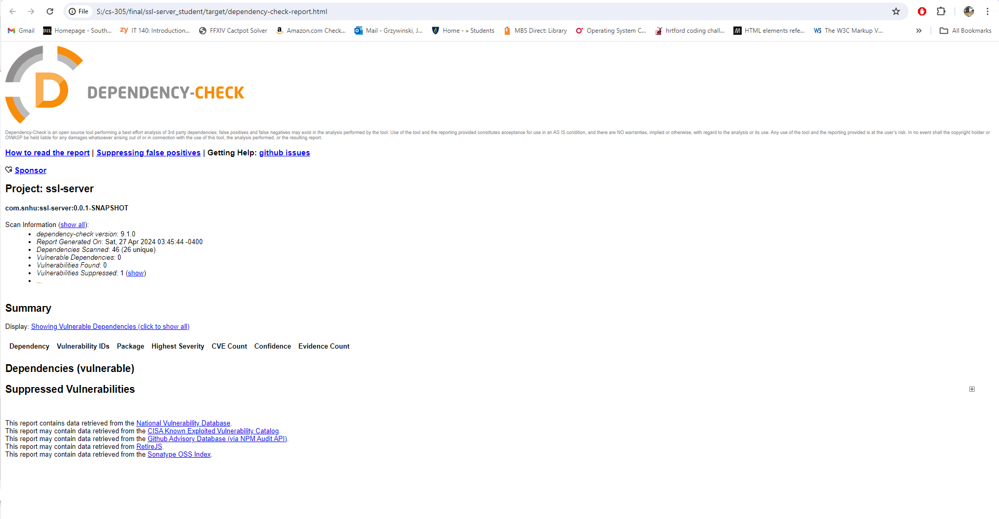 File S:/cs-305/final/ssl-server_student/target/dependency-check-report.html
Gmail D2L Homepage - South... zy IT 140: Introduction... FFXIV Cactpot Solver Amazon.com Check... Mail - Grzywinski, J... Home - » Students MBS Direct: Library Operating System C... hrtford coding chall... HTML elements refe... W3 The W3C Markup V... » All Bookmarks
D DEPENDENCY-CHECK
Dependency-Check is an open source tool performing a best effort analysis of 3rd party dependencies; false positives and false negatives may exist in the analysis performed by the tool. Use of the tool and the reporting provided constitutes acceptance for use in an AS IS condition, and there are NO warranties, implied or otherwise, with regard to the analysis or its use. Any use of the tool and the reporting provided is at the user's risk. In no event shall the copyright holder or
OWASP be held liable for any damages whatsoever arising out of or in connection with the use of this tool, the analysis performed, or the resulting report.
How to read the report | Suppressing false positives | Getting Help: github issues
Sponsor
Project: ssl-server
com.snhu:ssl-server:0.0.1-SNAPSHOT
Scan Information (show all):
• dependency-check version: 9.1.0
• Report Generated On: Sat, 27 Apr 2024 03:45:44 -0400
• Dependencies Scanned: 46 (26 unique)
• Vulnerable Dependencies: 0
• Vulnerabilities Found: 0
• Vulnerabilities Suppressed: 1 (show)
• ...
Summary
Display: Showing Vulnerable Dependencies (click to show all)
Dependency Vulnerability IDs Package Highest Severity CVE Count Confidence Evidence Count
Dependencies (vulnerable)
Suppressed Vulnerabilities
This report contains data retrieved from the National Vulnerability Database.
This report may contain data retrieved from the CISA Known Exploited Vulnerability Catalog.
This report may contain data retrieved from the Github Advisory Database (via NPM Audit API).
This report may contain data retrieved from RetireJS.
This report may contain data retrieved from the Sonatype OSS Index.